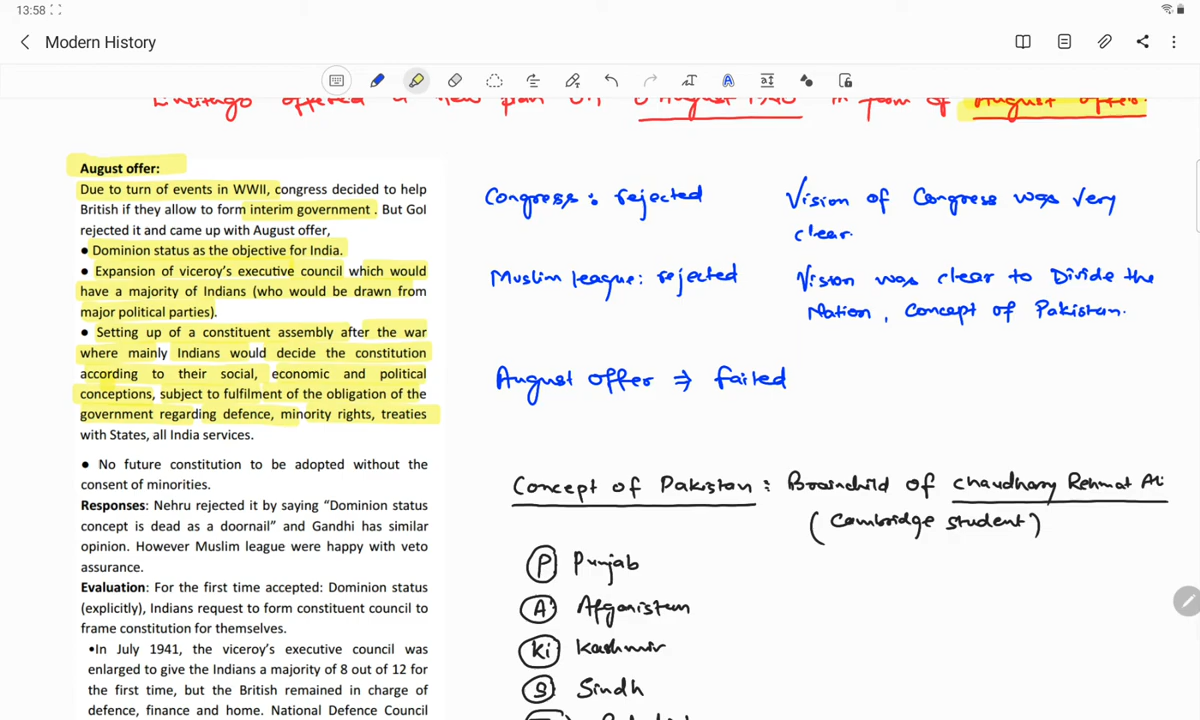 13:58
Modern History
offered a new plan on 8 August 1940 in form of August offer.
August offer:
Due to turn of events in WWII, congress decided to help
British if they allow to form interim government . But GoI
rejected it and came up with August offer,
● Dominion status as the objective for India.
● Expansion of viceroy's executive council which would
have a majority of Indians (who would be drawn from
major political parties).
● Setting up of a constituent assembly after the war
where mainly Indians would decide the constitution
according to their social, economic and political
conceptions, subject to fulfilment of the obligation of the
government regarding defence, minority rights, treaties
with States, all India services.
● No future constitution to be adopted without the
consent of minorities.
Responses: Nehru rejected it by saying "Dominion status
concept is dead as a doornail" and Gandhi has similar
opinion. However Muslim league were happy with veto
assurance.
Evaluation: For the first time accepted: Dominion status
(explicitly), Indians request to form constituent council to
frame constitution for themselves.
●In July 1941, the viceroy's executive council was
enlarged to give the Indians a majority of 8 out of 12 for
the first time, but the British remained in charge of
defence, finance and home. National Defence Council
Congress : rejected
Vision of Congress was very
clear.
Muslim league: rejected
Vision was clear to Divide the
Nation, Concept of Pakistan.
August offer ⇒ failed
Concept of Pakistan : Brainchild of chaudhary Rehmat Ali
(Cambridge student)
P Punjab
A Afganistan
Ki Kashmir
S Sindh